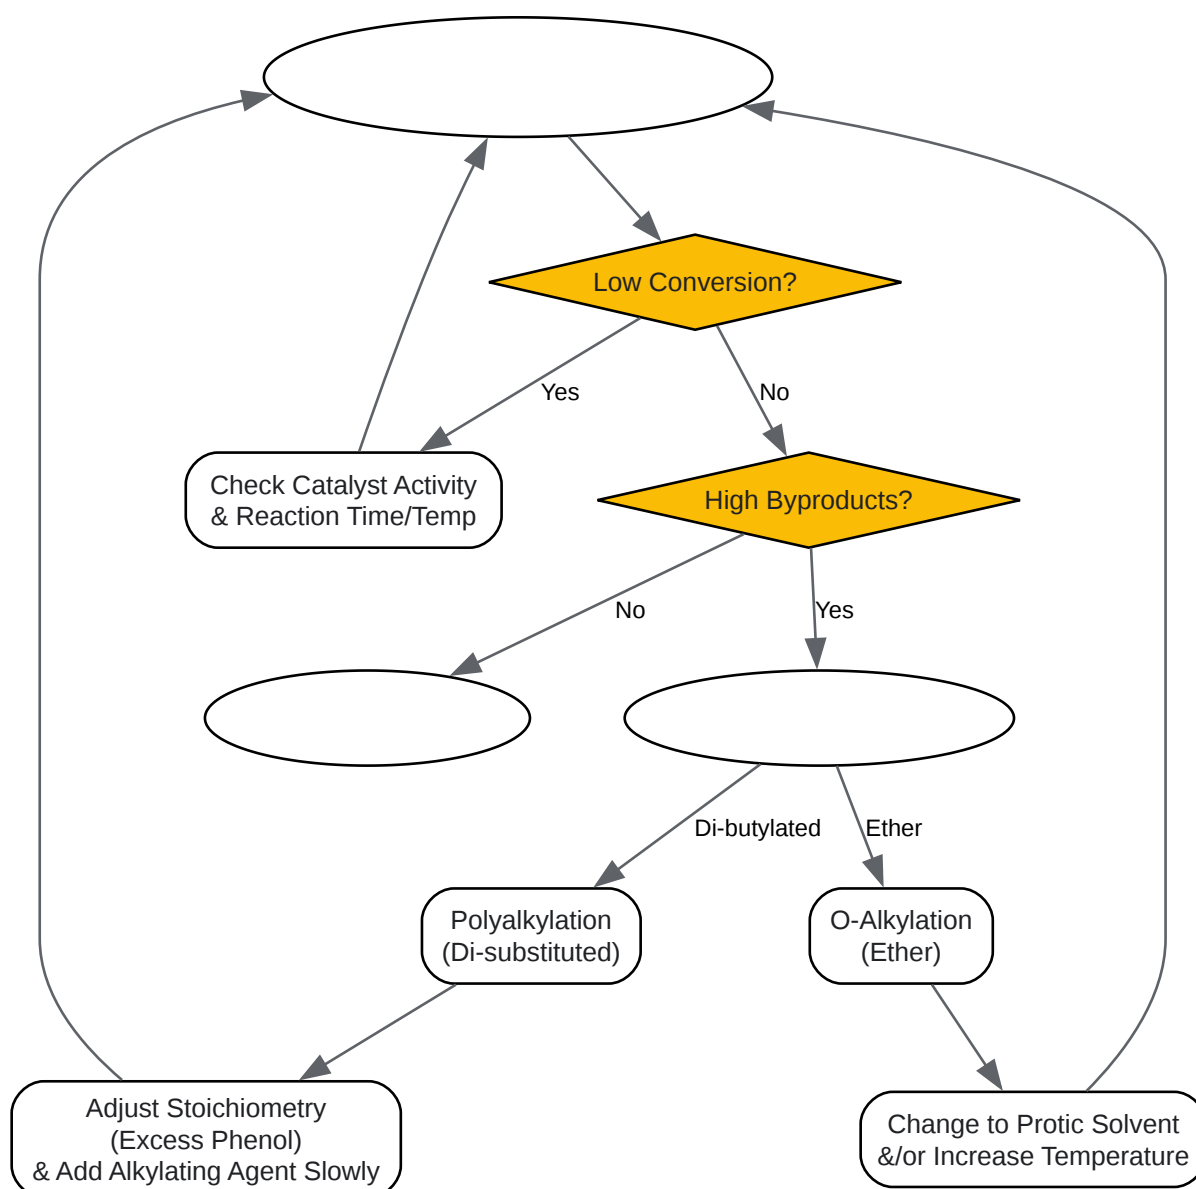 Low Conversion?
Yes
No
Check Catalyst Activity
& Reaction Time/Temp
High Byproducts?
No
Yes
Di-butylated
Ether
Polyalkylation
(Di-substituted)
O-Alkylation
(Ether)
Adjust Stoichiometry
(Excess Phenol)
& Add Alkylating Agent Slowly
Change to Protic Solvent
&/or Increase Temperature